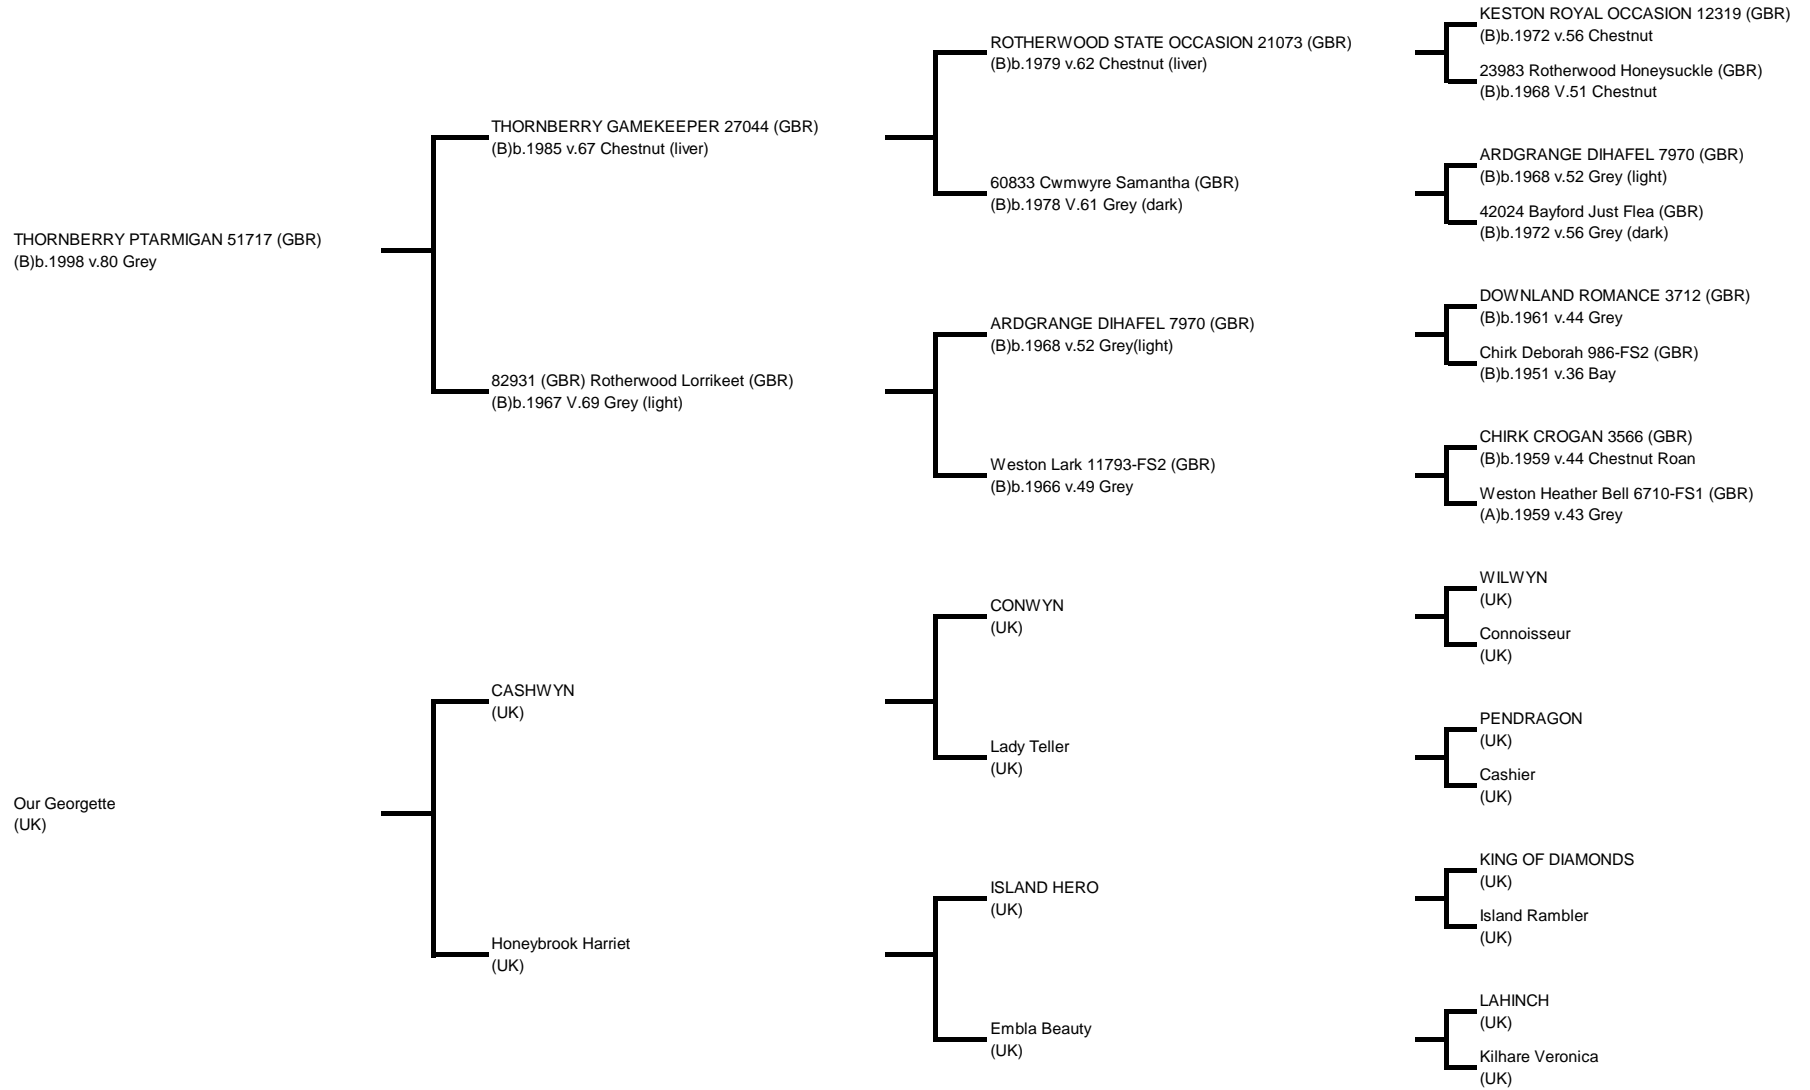 THORNBERRY PTARMIGAN 51717 (GBR)
(B)b.1998 v.80 Grey
Our Georgette
(UK)
THORNBERRY GAMEKEEPER 27044 (GBR)
(B)b.1985 v.67 Chestnut (liver)
82931 (GBR) Rotherwood Lorrikeet (GBR)
(B)b.1967 V.69 Grey (light)
CASHWYN
(UK)
Honeybrook Harriet
(UK)
ROTHERWOOD STATE OCCASION 21073 (GBR)
(B)b.1979 v.62 Chestnut (liver)
60833 Cwmwyre Samantha (GBR)
(B)b.1978 V.61 Grey (dark)
ARDGRANGE DIHAFEL 7970 (GBR)
(B)b.1968 v.52 Grey(light)
Weston Lark 11793-FS2 (GBR)
(B)b.1966 v.49 Grey
CONWYN
(UK)
Lady Teller
(UK)
ISLAND HERO
(UK)
Embla Beauty
(UK)
KESTON ROYAL OCCASION 12319 (GBR)
(B)b.1972 v.56 Chestnut
23983 Rotherwood Honeysuckle (GBR)
(B)b.1968 V.51 Chestnut
ARDGRANGE DIHAFEL 7970 (GBR)
(B)b.1968 v.52 Grey (light)
42024 Bayford Just Flea (GBR)
(B)b.1972 v.56 Grey (dark)
DOWNLAND ROMANCE 3712 (GBR)
(B)b.1961 v.44 Grey
Chirk Deborah 986-FS2 (GBR)
(B)b.1951 v.36 Bay
CHIRK CROGAN 3566 (GBR)
(B)b.1959 v.44 Chestnut Roan
Weston Heather Bell 6710-FS1 (GBR)
(A)b.1959 v.43 Grey
WILWYN
(UK)
Connoisseur
(UK)
PENDRAGON
(UK)
Cashier
(UK)
KING OF DIAMONDS
(UK)
Island Rambler
(UK)
LAHINCH
(UK)
Kilhare Veronica
(UK)